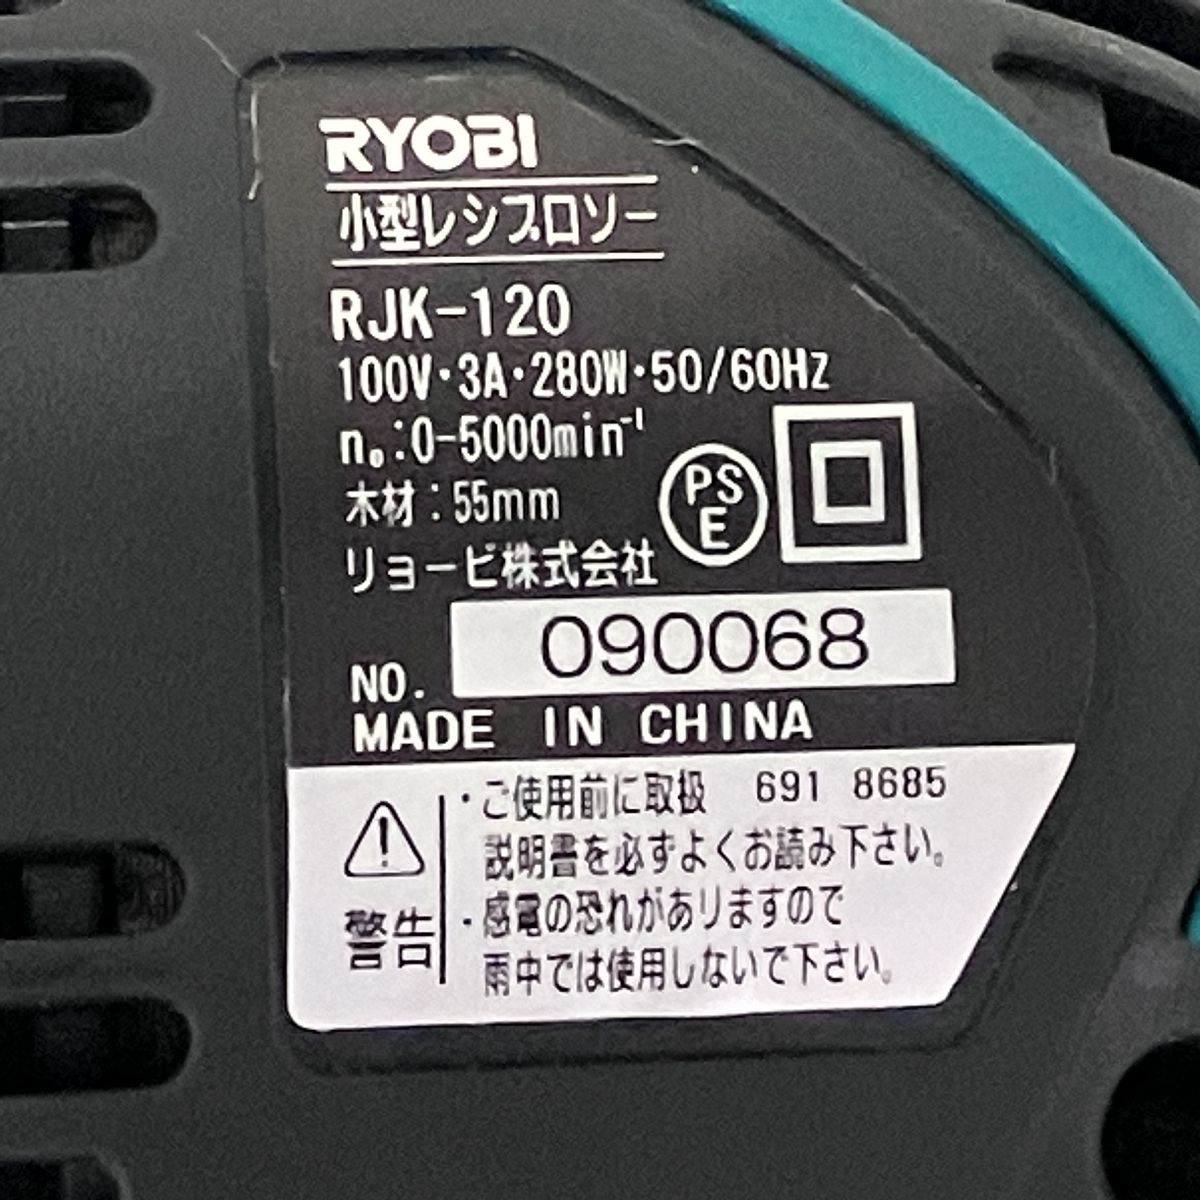 RYOBI
小型レシプロソー
RJK-120
100V・3A・280W・50/60Hz
n₀:0-5000min⁻¹
木材:55mm
PS
E
リョービ株式会社
NO. 090068
MADE IN CHINA
警告
・ご使用前に取扱 691 8685
説明書を必ずよくお読み下さい。
・感電の恐れがありますので
雨中では使用しないで下さい。